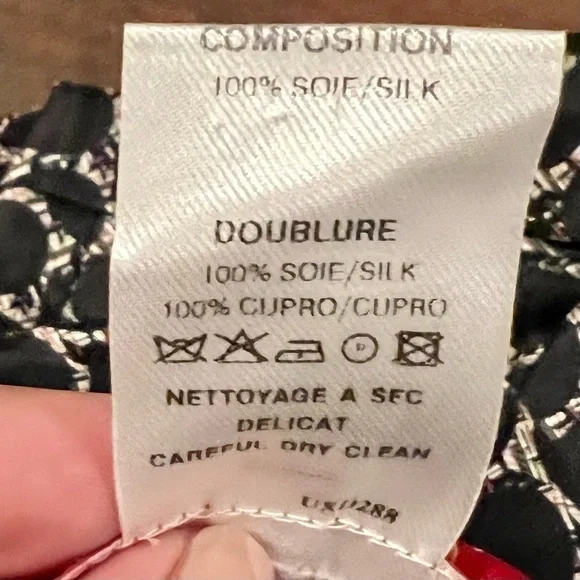 COMPOSITION
100% SOIE/SILK
DOUBLURE
100% SOIE/SILK
100% CUPRO/CUPRO
P
NETTOYAGE A SEC
DELICAT
CAREFUL DRY CLEAN